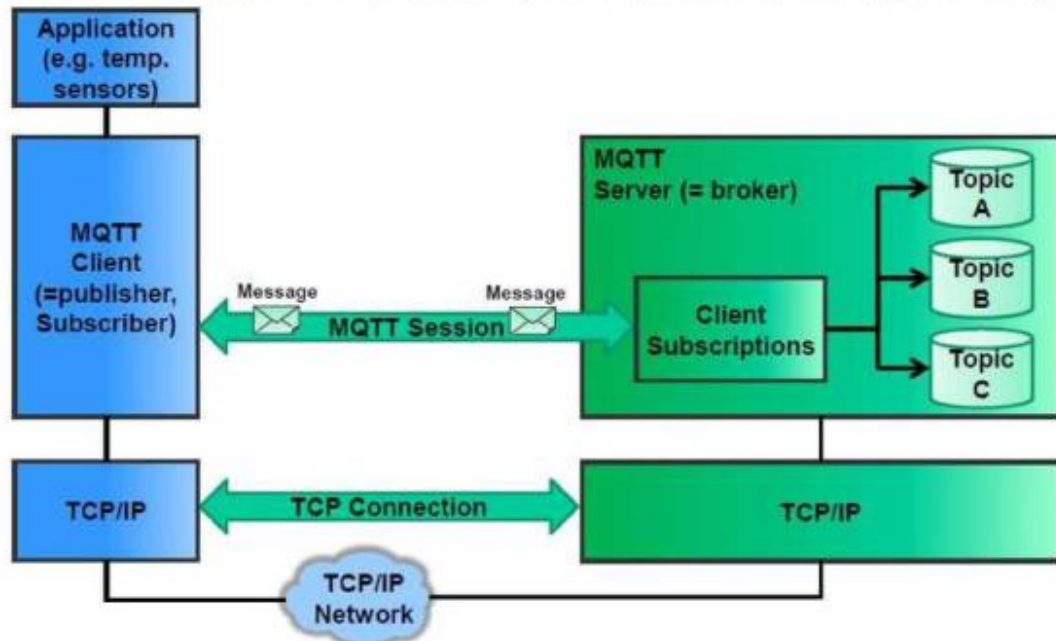 Application
(e.g. temp.
sensors)
MQTT
Client
(=publisher,
Subscriber)
Message
Message
MQTT Session
MQTT
Server (= broker)
Client
Subscriptions
Topic
A
Topic
B
Topic
C
TCP/IP
TCP Connection
TCP/IP
TCP/IP
Network